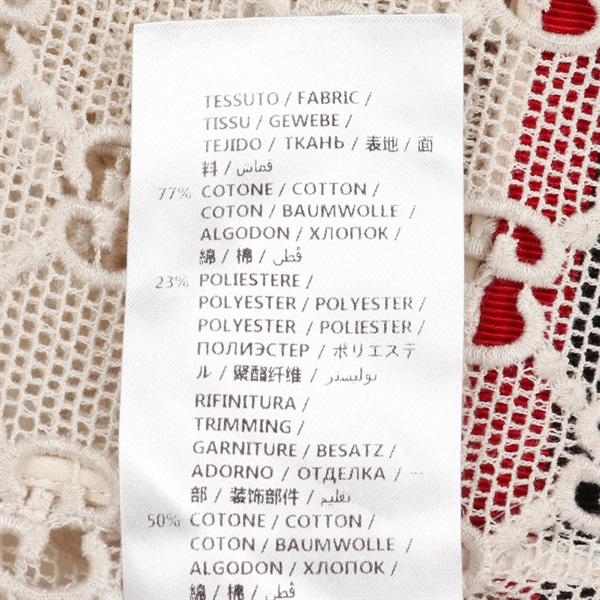 TESSUTO / FABRIC /
TISSU / GEWEBE /
TEJIDO / ТКАНЬ / 表地 / 面
料 / قماش
77% COTONE / COTTON /
COTON / BAUMWOLLE /
ALGODON / ХЛОПОК /
綿 / 棉 / قطن
23% POLIESTERE /
POLYESTER / POLYESTER /
POLYESTER / POLIESTER /
ПОЛИЭСТЕР / ポリエステ
ル / 聚酯纤维 / بوليستر
RIFINITURA /
TRIMMING /
GARNITURE / BESATZ /
ADORNO / ОТДЕЛКА / 一
部 / 装饰部件 / تقليم
50% COTONE / COTTON /
COTON / BAUMWOLLE /
ALGODON / ХЛОПОК /
綿 / 棉 / قطن